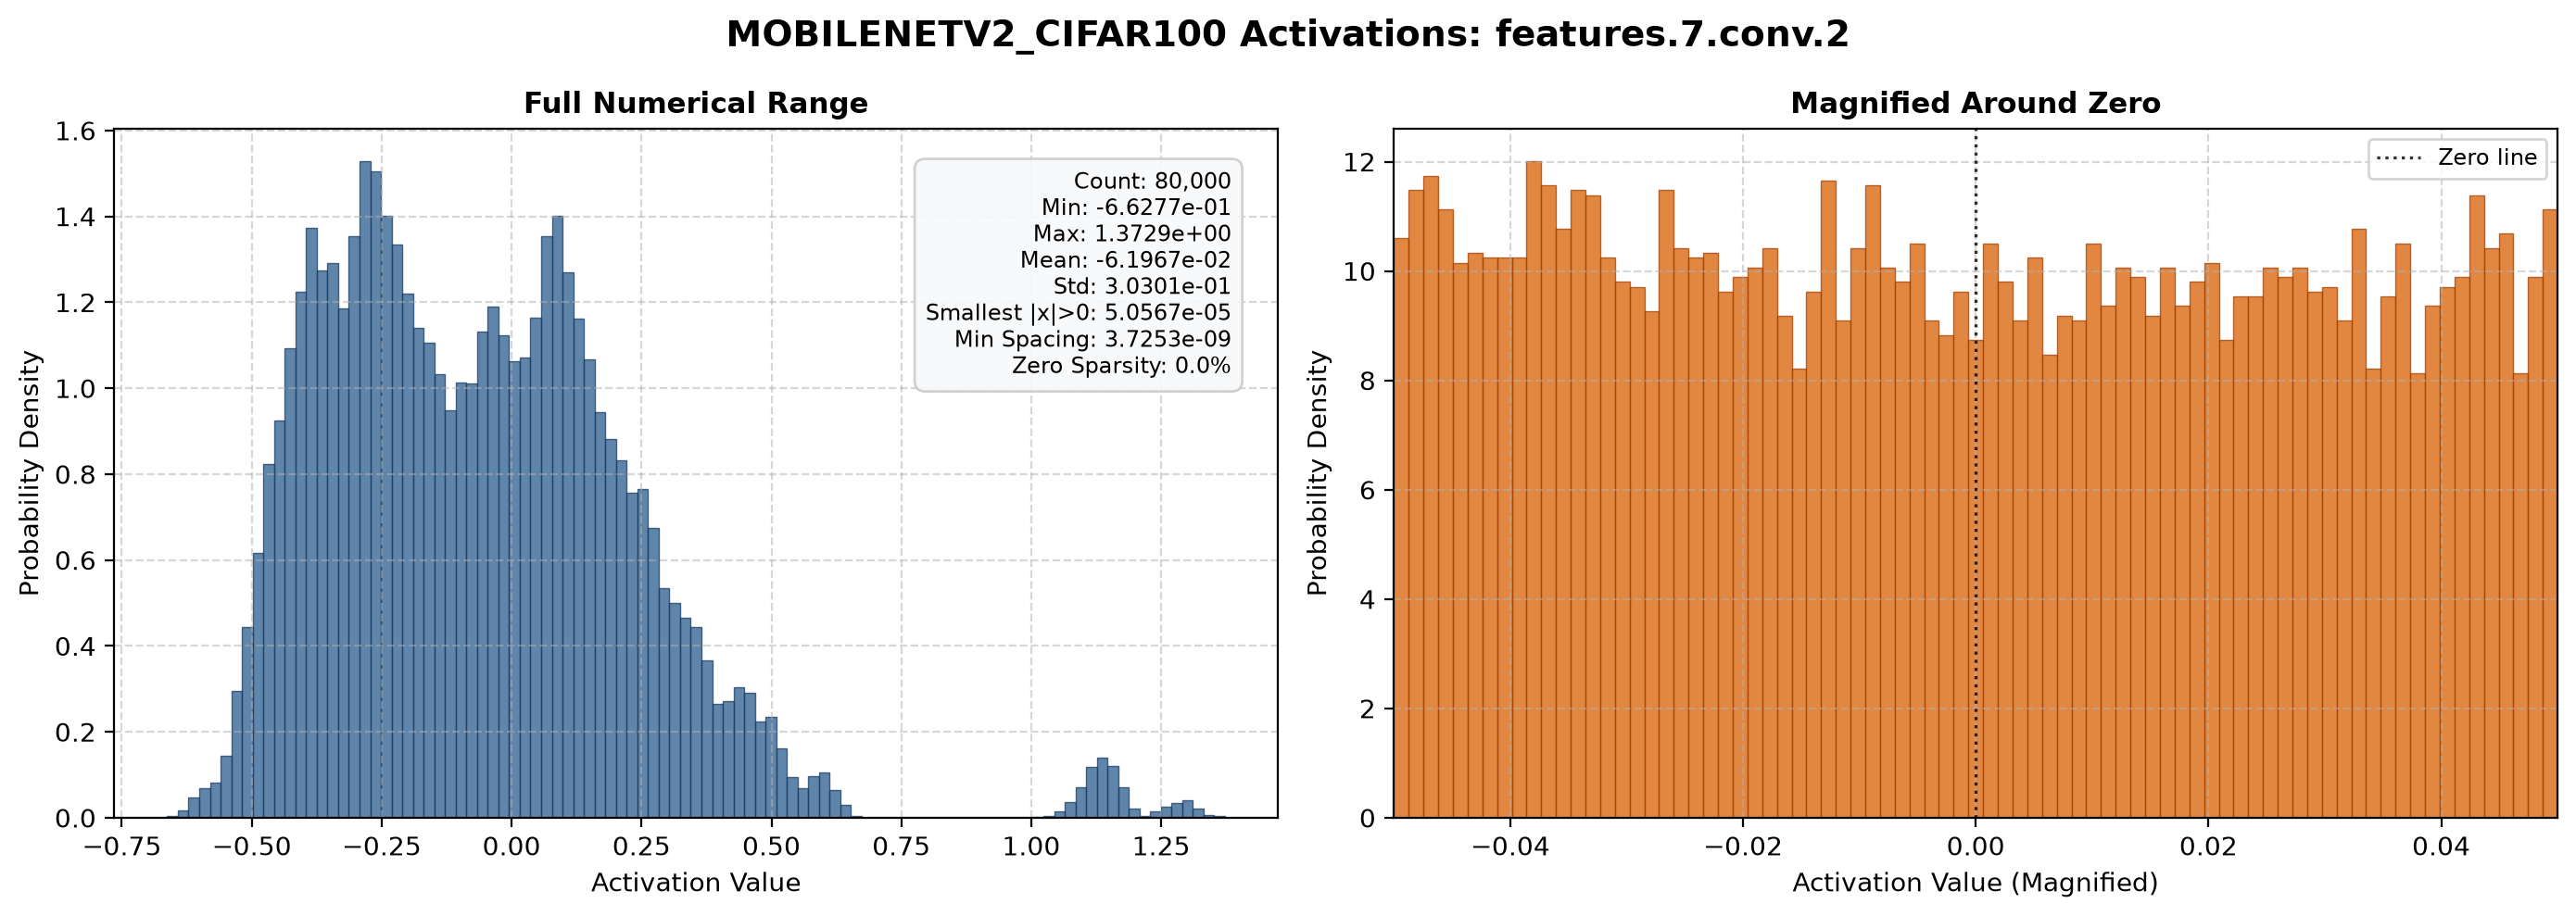 MOBILENETV2_CIFAR100 Activations: features.7.conv.2
Full Numerical Range
1.6
1.4
1.2
1.0
0.8
0.6
0.4
0.2
0.0
Probability Density
Count: 80,000
Min: -6.6277e-01
Max: 1.3729e+00
Mean: -6.1967e-02
Std: 3.0301e-01
Smallest |x|>0: 5.0567e-05
Min Spacing: 3.7253e-09
Zero Sparsity: 0.0%
−0.75 −0.50 −0.25 0.00 0.25 0.50 0.75 1.00 1.25
Activation Value
Magnified Around Zero
Zero line
12
10
8
6
4
2
0
Probability Density
−0.04 −0.02 0.00 0.02 0.04
Activation Value (Magnified)